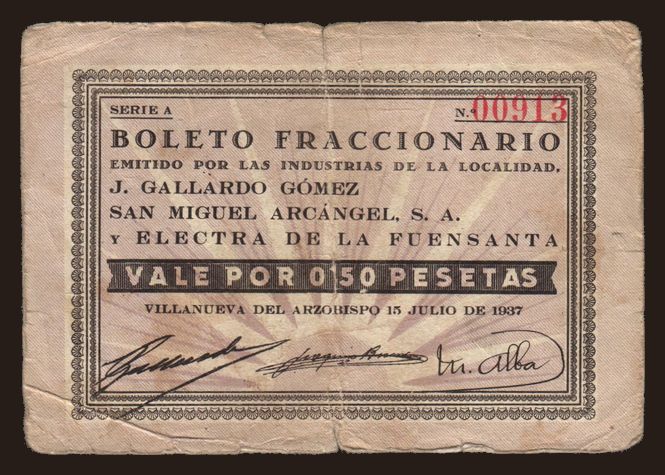 SERIE A
N.º 00913
BOLETO FRACCIONARIO
EMITIDO POR LAS INDUSTRIAS DE LA LOCALIDAD,
J. GALLARDO GÓMEZ
SAN MIGUEL ARCÁNGEL, S. A.
Y ELECTRA DE LA FUENSANTA
VALE POR 0'50 PESETAS
VILLANUEVA DEL ARZOBISPO 15 JULIO DE 1937
M. Alba